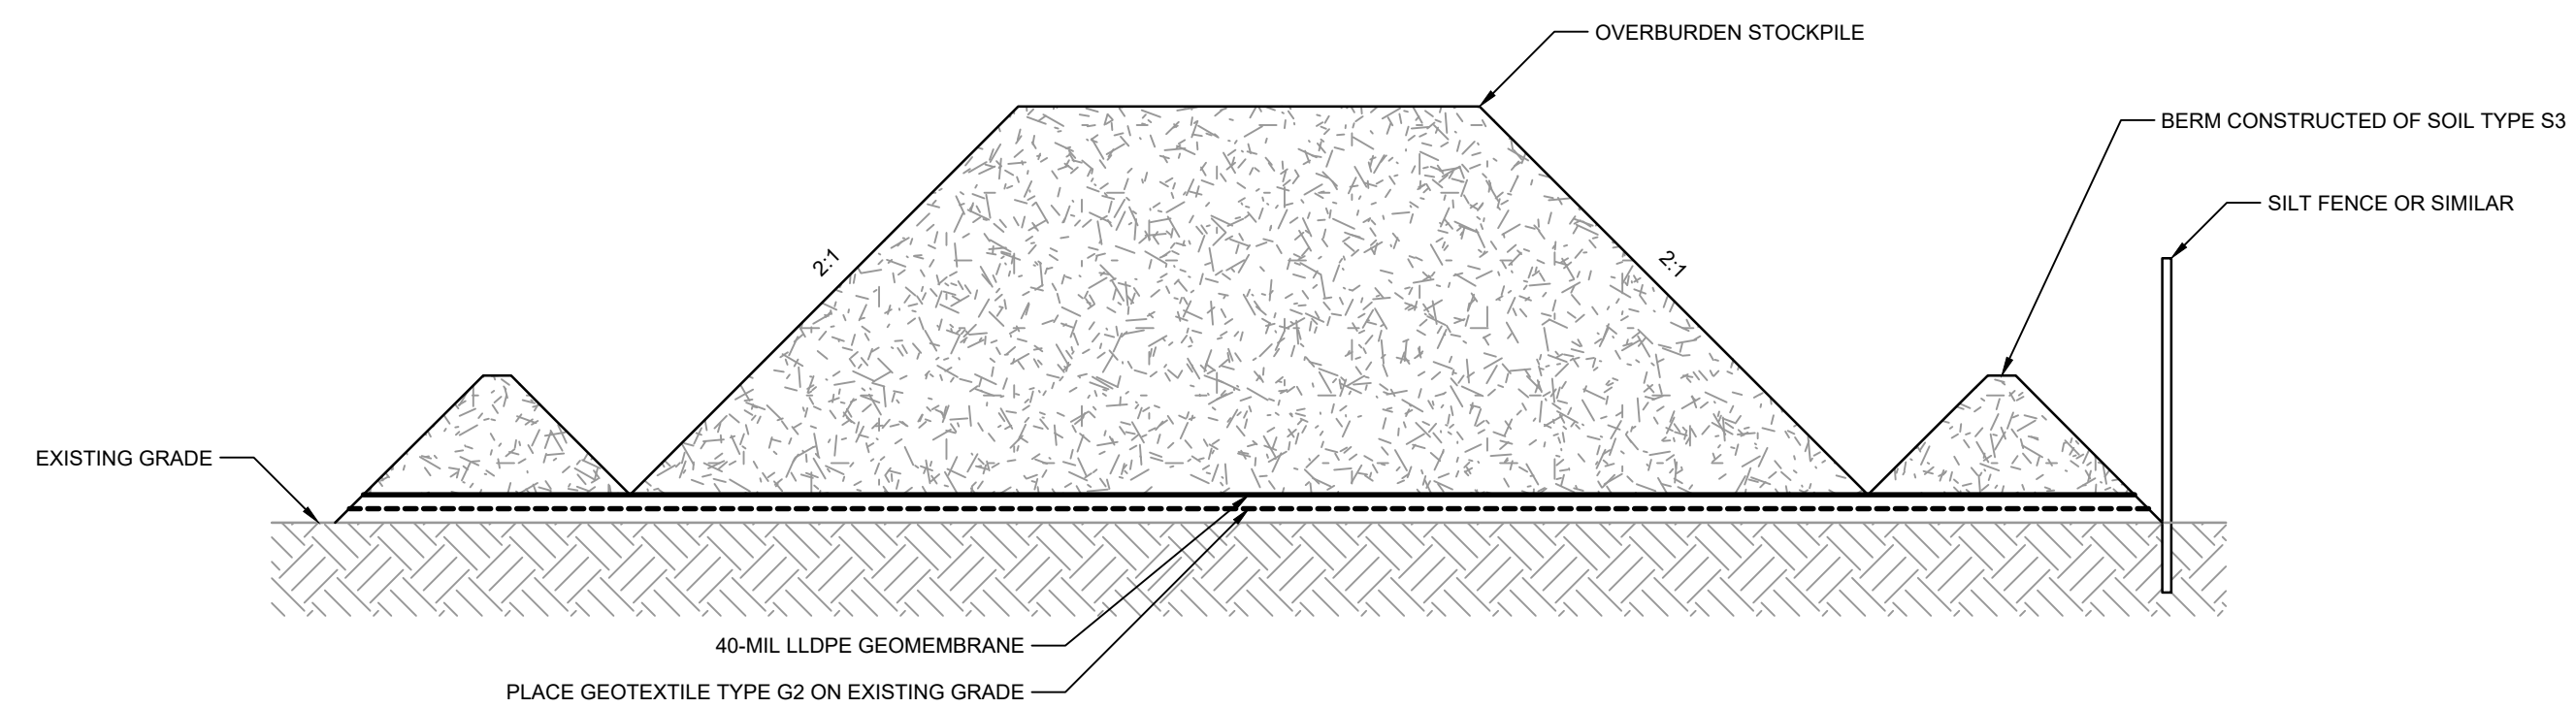 OVERBURDEN STOCKPILE
BERM CONSTRUCTED OF SOIL TYPE S3
SILT FENCE OR SIMILAR
2:1
2:1
EXISTING GRADE
40-MIL LLDPE GEOMEMBRANE
PLACE GEOTEXTILE TYPE G2 ON EXISTING GRADE